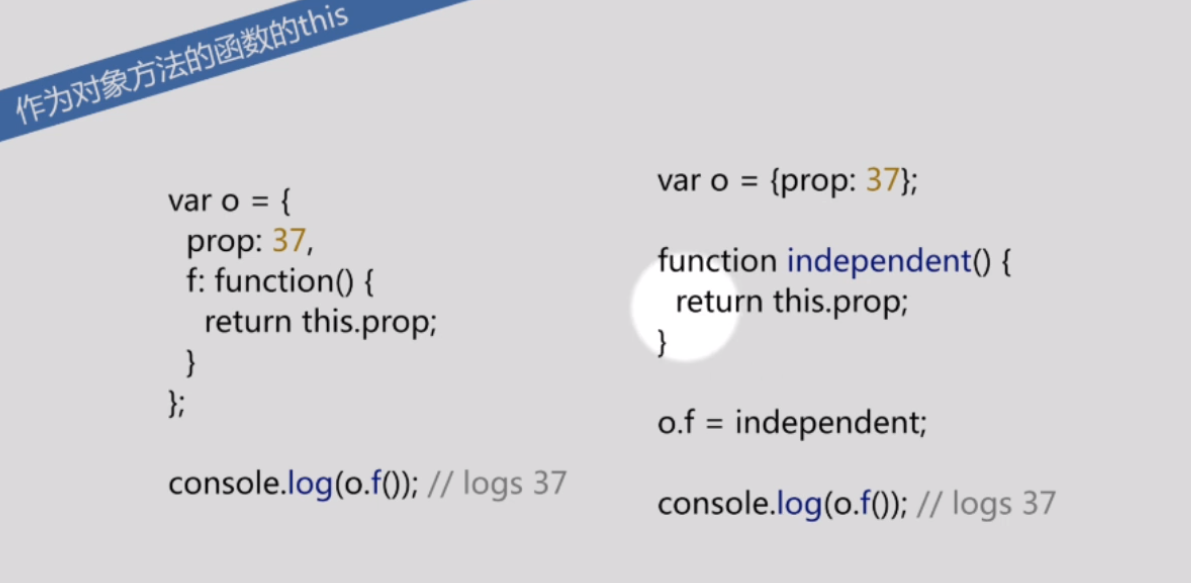 作为对象方法的函数的this
var o = {
prop: 37,
f: function() {
return this.prop;
}
};
console.log(o.f()); // logs 37
var o = {prop: 37};
function independent() {
return this.prop;
}
o.f = independent;
console.log(o.f()); // logs 37